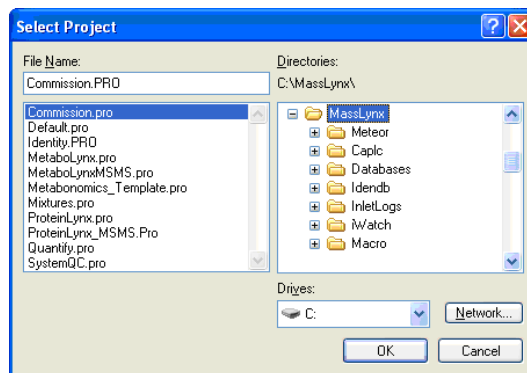 Select Project
File Name:
Commission.PRO
Commission.pro
Default.pro
Identity.PRO
MetaboLynx.pro
MetaboLynxMSMS.pro
Metabonomics_Template.pro
Mixtures.pro
ProteinLynx.pro
ProteinLynx_MSMS.Pro
Quantify.pro
SystemQC.pro
Directories:
C:\MassLynx\
MassLynx
Meteor
Caplc
Databases
Idendb
InletLogs
iWatch
Macro
Drives:
C:
Network...
OK
Cancel